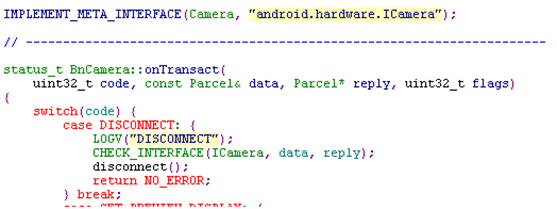 IMPLEMENT_META_INTERFACE(Camera, "android.hardware.ICamera");
// ----------------------------------------------------------------------
status_t BnCamera::onTransact(
    uint32_t code, const Parcel& data, Parcel* reply, uint32_t flags)
{
    switch(code) {
        case DISCONNECT: {
            LOGV("DISCONNECT");
            CHECK_INTERFACE(ICamera, data, reply);
            disconnect();
            return NO_ERROR;
        } break;
        case SET_PREVIEW_DISPLAY: {